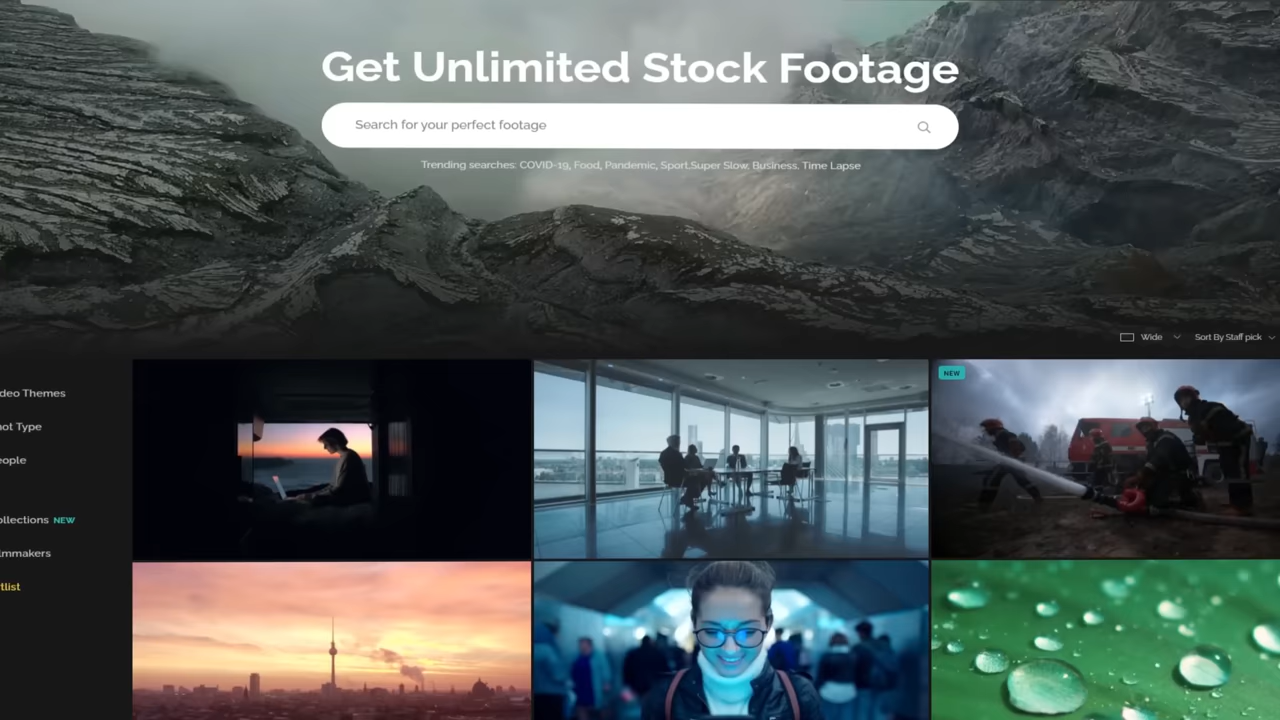 Get Unlimited Stock Footage
Search for your perfect footage
Trending searches: COVID-19, Food, Pandemic, Sport,Super Slow, Business, Time Lapse
Wide
Sort By Staff pick
deo Themes
NEW
ot Type
eople
ollections NEW
lmmakers
tlist